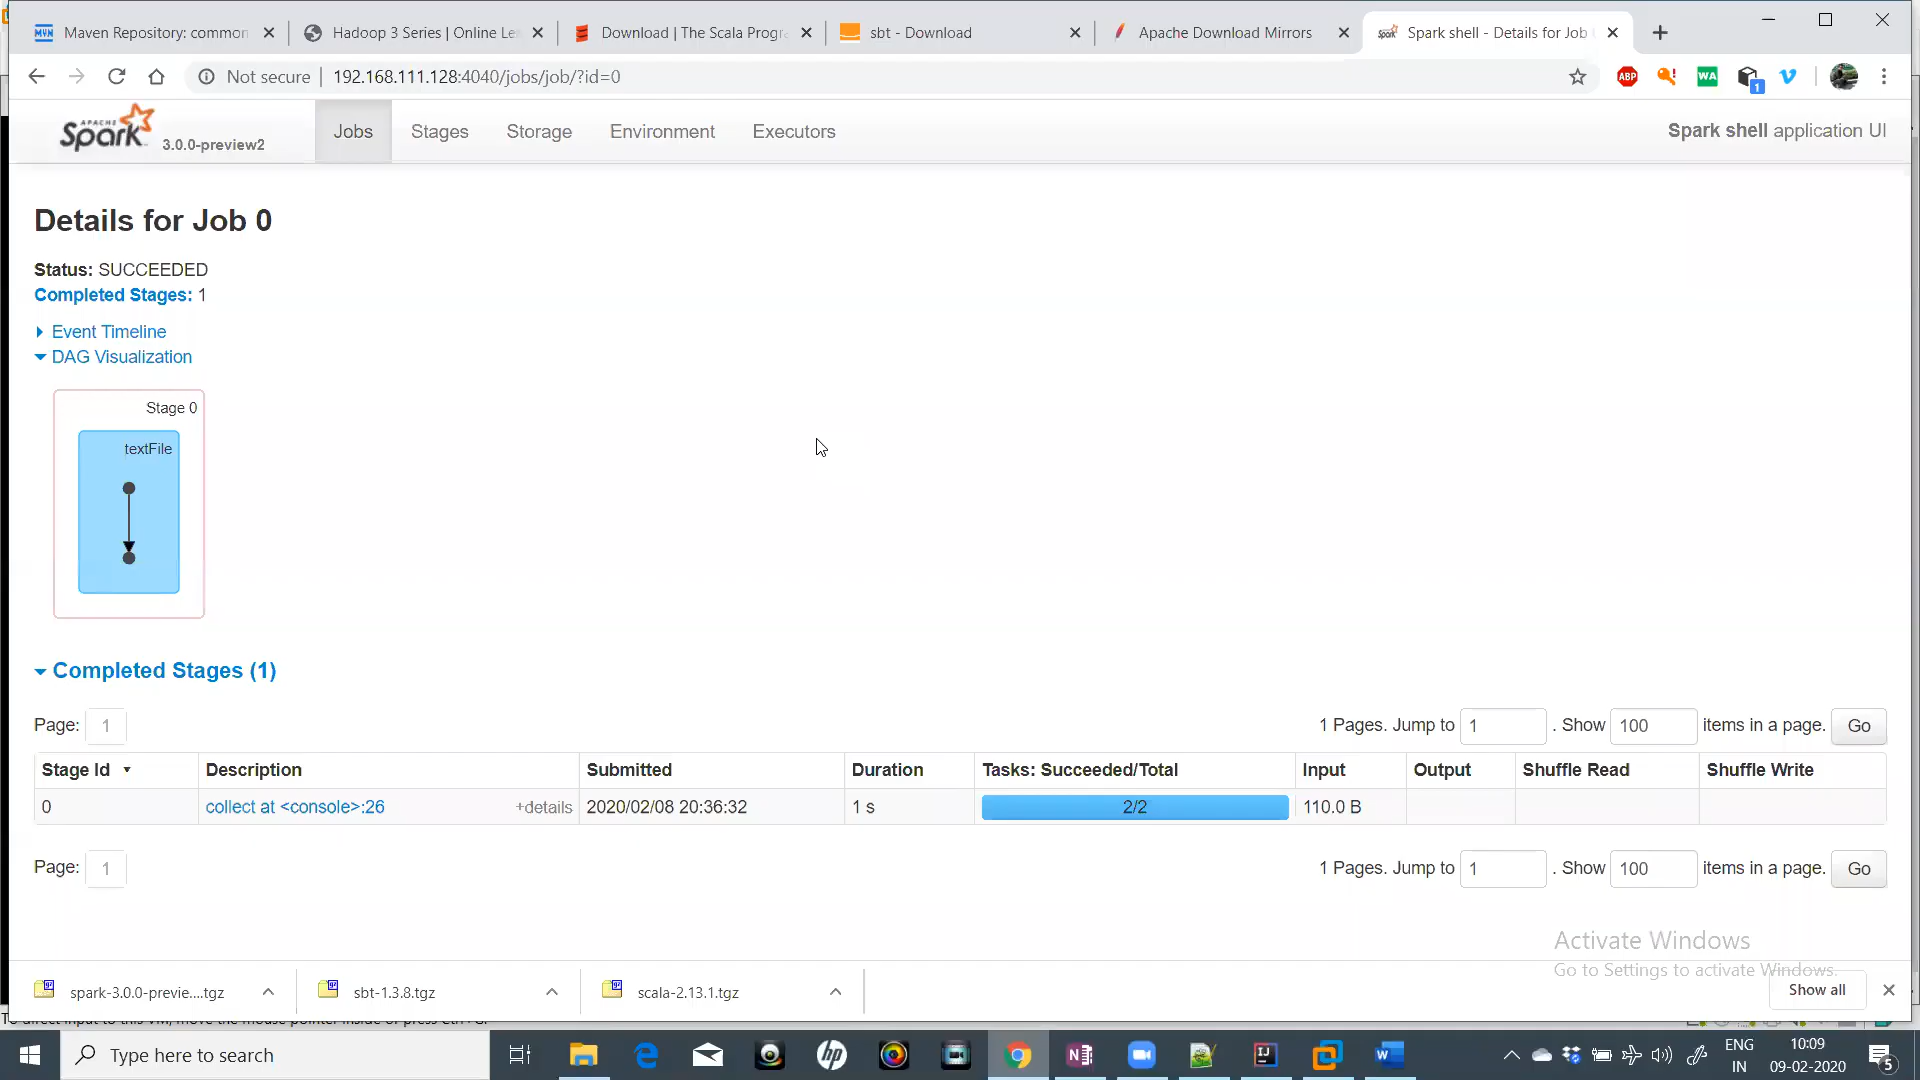 Maven Repository: common
Hadoop 3 Series | Online Le
Download | The Scala Progr
sbt - Download
Apache Download Mirrors
Spark shell - Details for Job
Not secure | 192.168.111.128:4040/jobs/job/?id=0
ABP
WA
1
APACHE
Spark 3.0.0-preview2
Jobs
Stages
Storage
Environment
Executors
Spark shell application UI
Details for Job 0
Status: SUCCEEDED
Completed Stages: 1
Event Timeline
DAG Visualization
Stage 0
textFile
Completed Stages (1)
Page: 1
1 Pages. Jump to 1 . Show 100 items in a page. Go
Stage Id Description Submitted Duration Tasks: Succeeded/Total Input Output Shuffle Read Shuffle Write
0 collect at <console>:26 +details 2020/02/08 20:36:32 1 s 2/2 110.0 B
Page: 1
1 Pages. Jump to 1 . Show 100 items in a page. Go
Activate Windows
Go to Settings to activate Windows.
spark-3.0.0-previe....tgz
sbt-1.3.8.tgz
scala-2.13.1.tgz
Show all
Type here to search
ENG
IN
10:09
09-02-2020
5